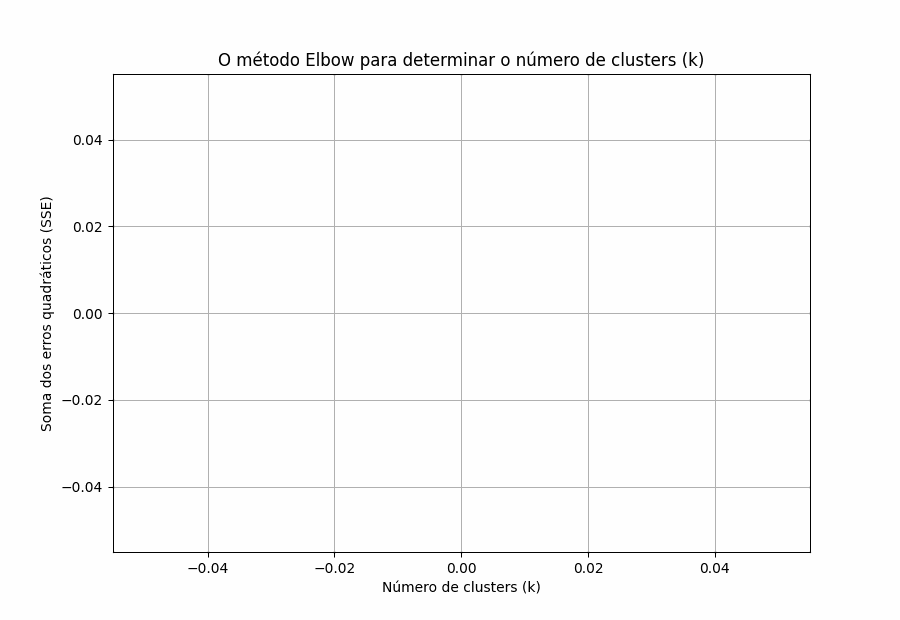 O método Elbow para determinar o número de clusters (k)
Soma dos erros quadráticos (SSE)
0.04
0.02
0.00
−0.02
−0.04
−0.04 −0.02 0.00 0.02 0.04
Número de clusters (k)